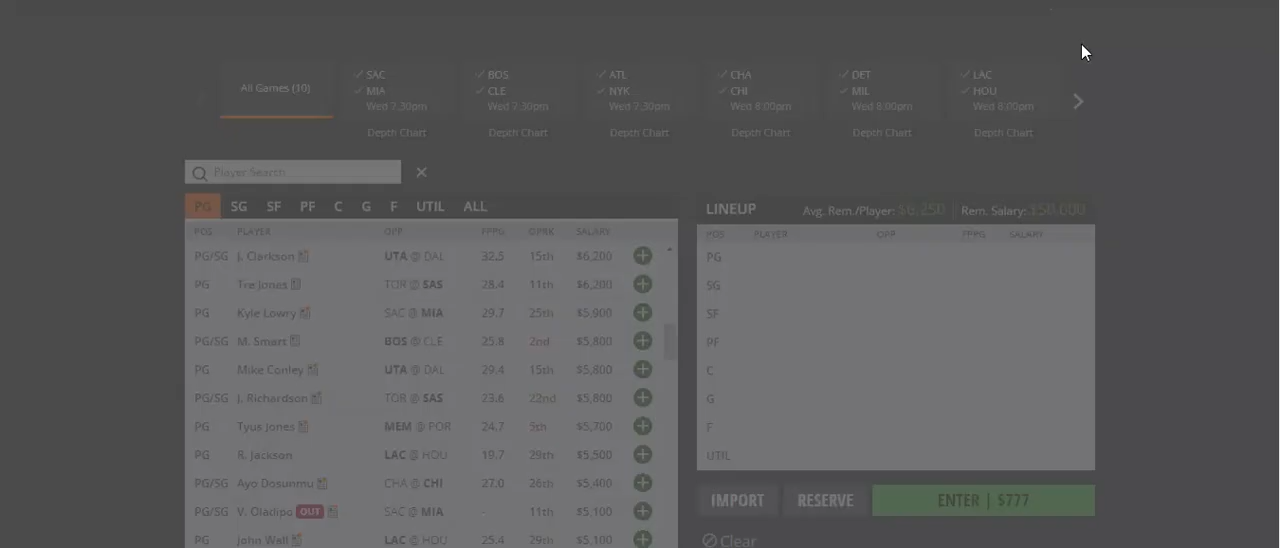 All Games (10)
SAC
MIA
Wed 7:30pm
Depth Chart
BOS
CLE
Wed 7:30pm
Depth Chart
ATL
NYK
Wed 7:30pm
Depth Chart
CHA
CHI
Wed 8:00pm
Depth Chart
DET
MIL
Wed 8:00pm
Depth Chart
LAC
HOU
Wed 8:00pm
Depth Chart
Player Search
PG SG SF PF C G F UTIL ALL
POS PLAYER OPP FPPG OPRK SALARY
PG/SG J. Clarkson UTA @ DAL 32.5 15th $6,200
PG Tre Jones TOR @ SAS 28.4 11th $6,200
PG Kyle Lowry SAC @ MIA 29.7 25th $5,900
PG/SG M. Smart BOS @ CLE 25.8 2nd $5,800
PG Mike Conley UTA @ DAL 29.4 15th $5,800
PG/SG J. Richardson TOR @ SAS 23.6 22nd $5,800
PG Tyus Jones MEM @ POR 24.7 5th $5,700
PG R. Jackson LAC @ HOU 19.7 29th $5,500
PG/SG Ayo Dosunmu CHA @ CHI 27.0 26th $5,400
PG/SG V. Oladipo OUT SAC @ MIA - 11th $5,100
PG John Wall LAC @ HOU 25.4 29th $5,100
LINEUP Avg. Rem./Player: $6,250 Rem. Salary: $50,000
POS PLAYER OPP FPPG SALARY
PG
SG
SF
PF
C
G
F
UTIL
IMPORT RESERVE ENTER | $777
Clear